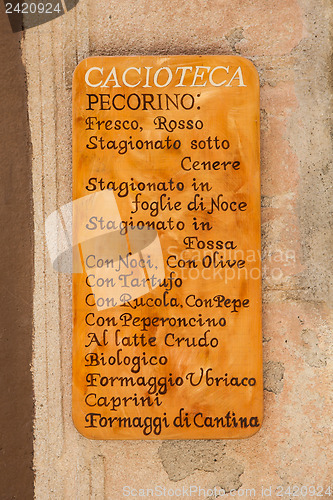 CACIOTECA
PECORINO:
Fresco, Rosso
Stagionato sotto
Cenere
Stagionato in
foglie di Noce
Stagionato in
Fossa
Con Noci, Con Olive
Con Tartufo
Con Rucola, Con Pepe
Con Peperoncino
Al latte Crudo
Biologico
Formaggio Ubriaco
Caprini
Formaggi di Cantina